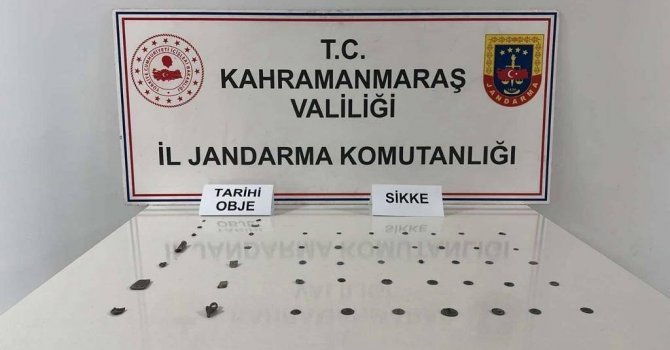 T.C.
KAHRAMANMARAŞ
VALİLİĞİ
İL JANDARMA KOMUTANLIĞI
JANDARMA
TARİHİ
OBJE
SİKKE